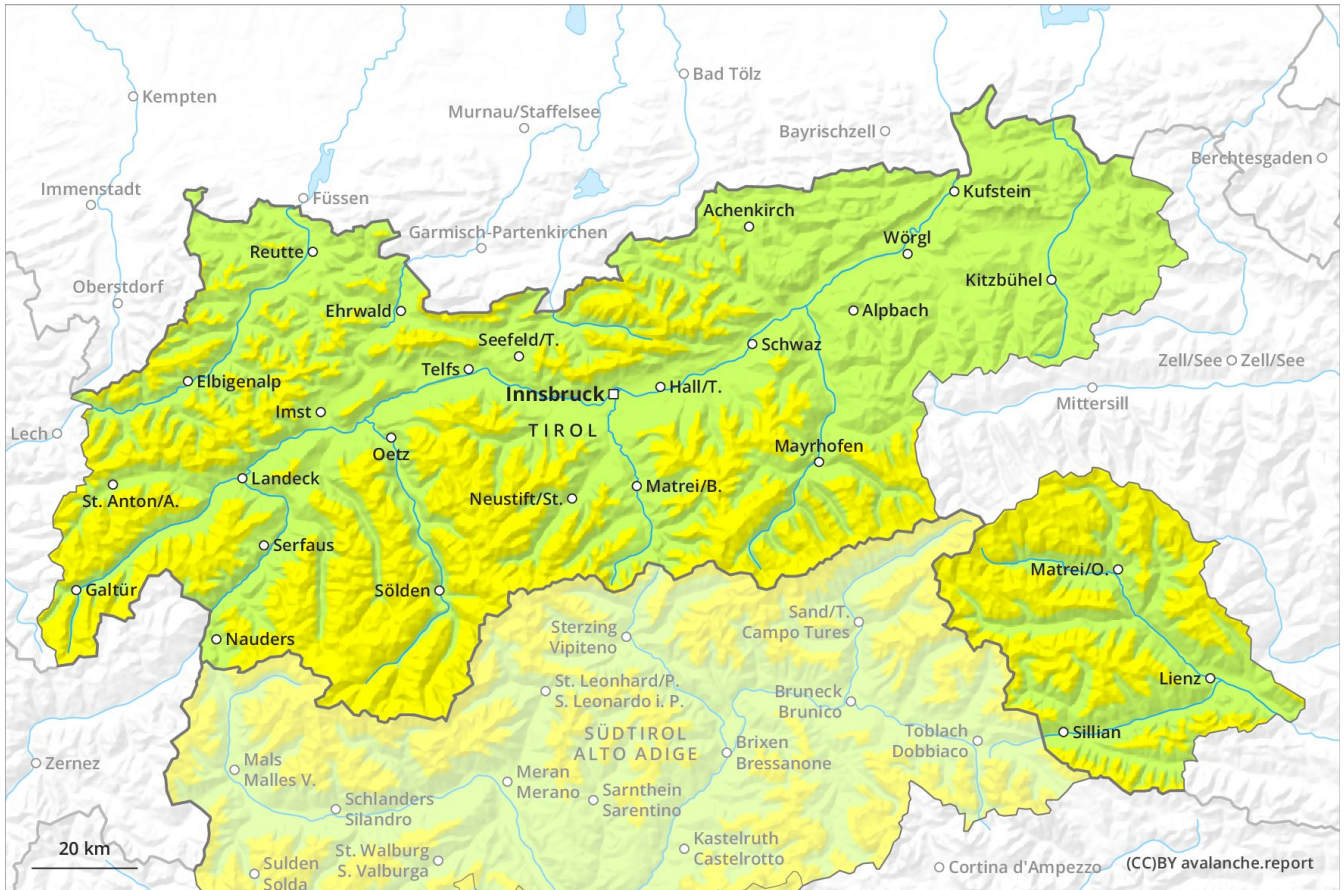 Kempten
Bad Tölz
Murnau/Staffelsee
Bayrischzell
Berchtesgaden
Immenstadt
Füssen
Kufstein
Achenkirch
Garmisch-Partenkirchen
Wörgl
Reutte
Kitzbühel
Oberstdorf
Ehrwald
Alpbach
Seefeld/T.
Schwaz
Zell/See
Zell/See
Telfs
Elbigenalp
Hall/T.
Innsbruck
Mittersill
Imst
TIROL
Lech
Oetz
Mayrhofen
Landeck
St. Anton/A.
Neustift/St.
Matrei/B.
Serfaus
Matrei/O.
Galtür
Sölden
Sand/T.
Campo Tures
Sterzing
Vipiteno
Nauders
Lienz
St. Leonhard/P.
S. Leonardo i. P.
Bruneck
Brunico
SÜDTIROL
ALTO ADIGE
Toblach
Dobbiaco
Sillian
Brixen
Bressanone
Zernez
Mals
Malles V.
Meran
Merano
Sarnthein
Sarentino
Schlanders
Silandro
20 km
St. Walburg
S. Valburga
Kastelruth
Castelrotto
Sulden
Solda
Cortina d'Ampezzo
(CC)BY avalanche.report